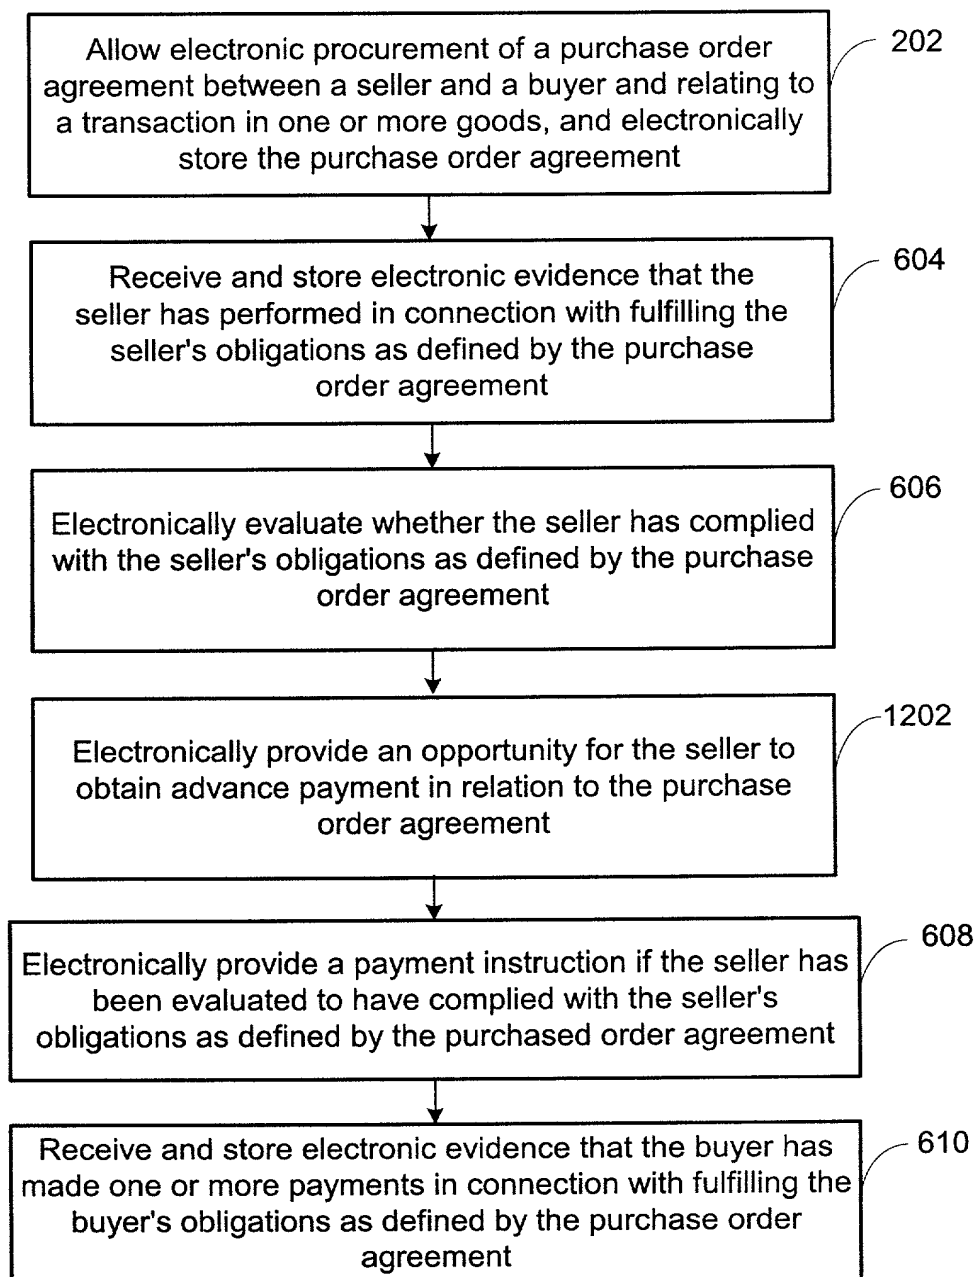 Allow electronic procurement of a purchase order
agreement between a seller and a buyer and relating to
a transaction in one or more goods, and electronically
store the purchase order agreement
202
Receive and store electronic evidence that the
seller has performed in connection with fulfilling the
seller's obligations as defined by the purchase
order agreement
604
Electronically evaluate whether the seller has complied
with the seller's obligations as defined by the purchase
order agreement
606
Electronically provide an opportunity for the seller to
obtain advance payment in relation to the purchase
order agreement
1202
Electronically provide a payment instruction if the seller has
been evaluated to have complied with the seller's
obligations as defined by the purchased order agreement
608
Receive and store electronic evidence that the buyer has
made one or more payments in connection with fulfilling the
buyer's obligations as defined by the purchase order
agreement
610